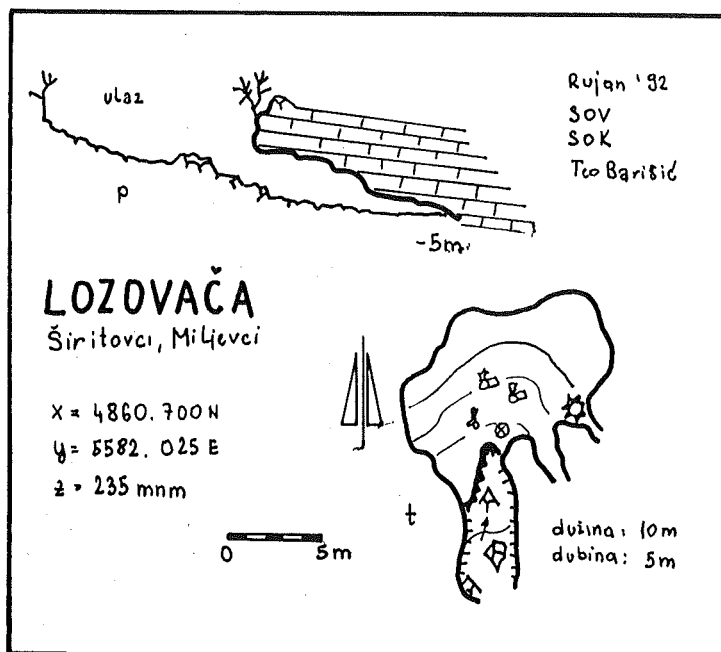 ulaz
Rujan '92
SOV
SOK
Teo Barišić
p
-5m
LOZOVAČA
Širitovci, Miljevci
X = 4860.700 N
y = 5582.025 E
z = 235 mnm
0 5m
t
dužina: 10m
dubina: 5m